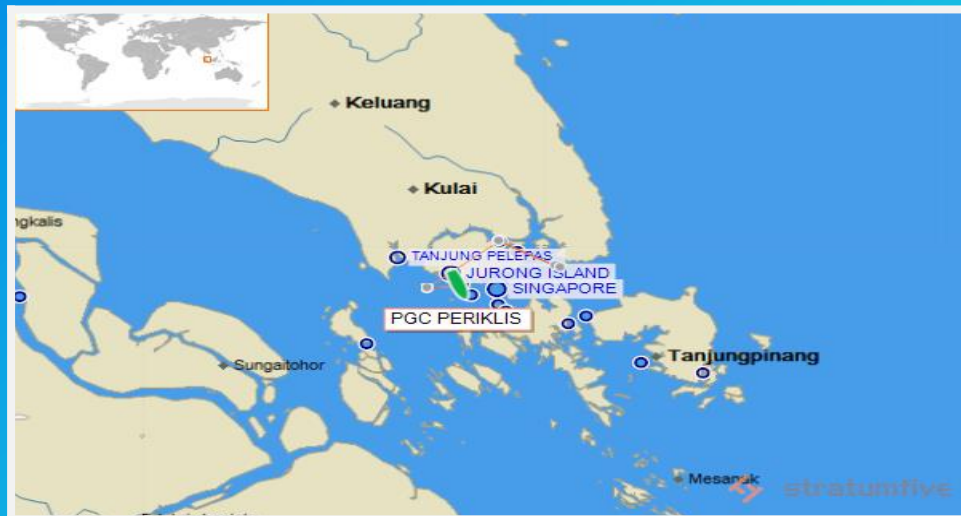 Keluang
Kulai
ngkalis
TANJUNG PELEPAS
JURONG ISLAND
SINGAPORE
PGC PERIKLIS
Tanjungpinang
Sungaitohor
Mesanak
stratumfive